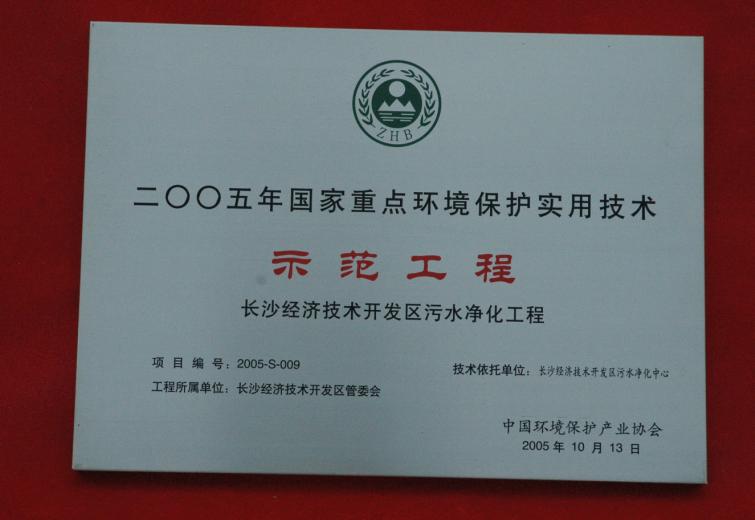 ZHB
二〇〇五年国家重点环境保护实用技术
示范工程
长沙经济技术开发区污水净化工程
项目编号：2005-S-009
技术依托单位：长沙经济技术开发区污水净化中心
工程所属单位：长沙经济技术开发区管委会
中国环境保护产业协会
2005年10月13日